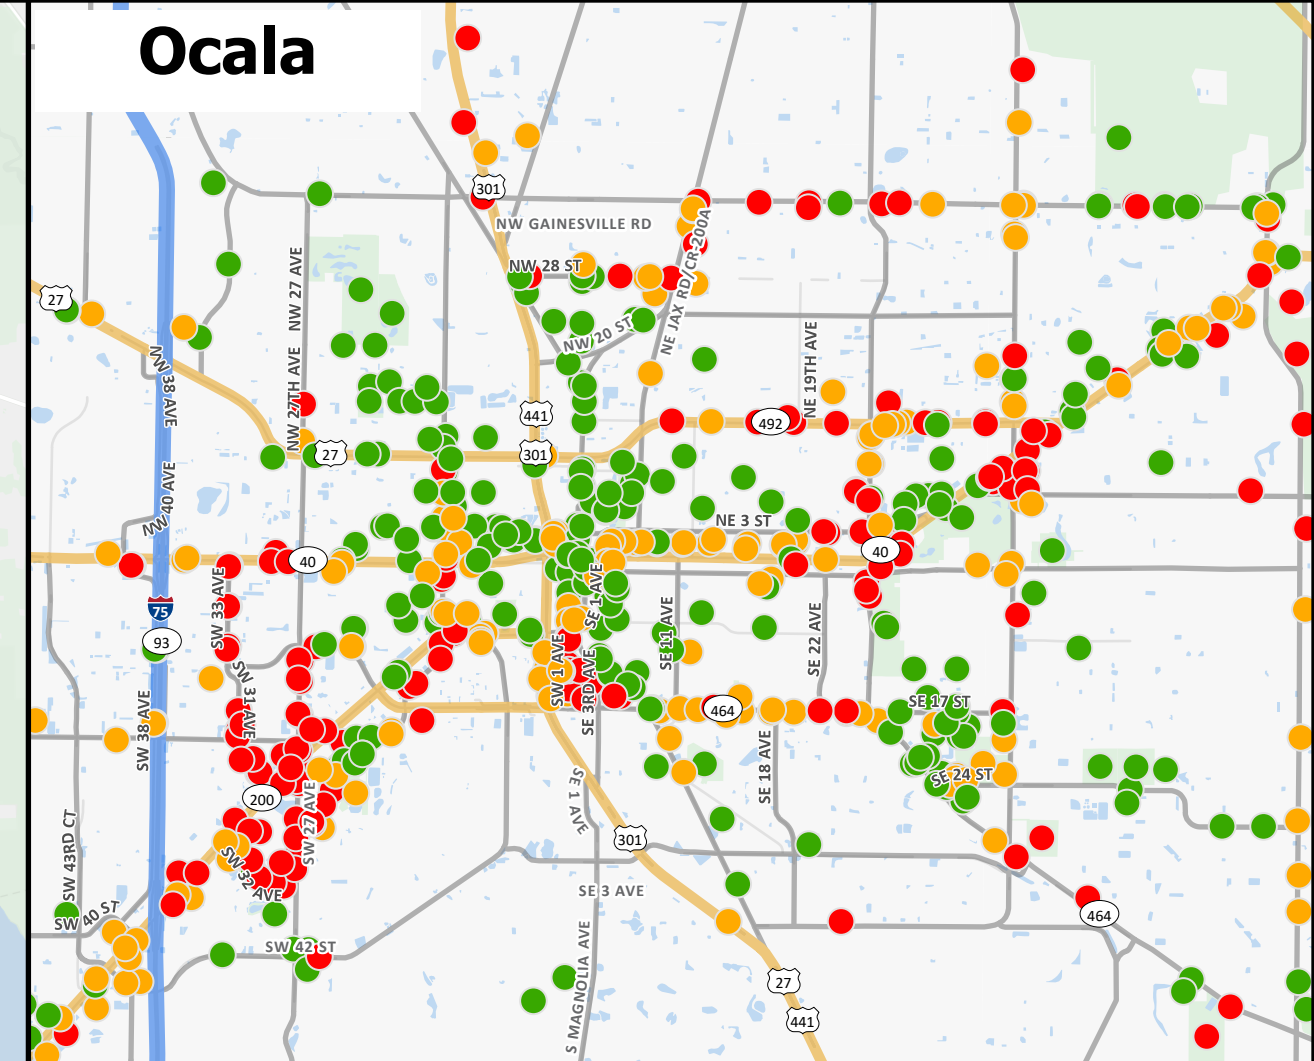 Ocala
301
NW GAINESVILLE RD
NW 28 ST
NE JAX RD/CR-200A
NW 27 AVE
27
NW 20 ST
NW 38 AVE
NW 27TH AVE
NE 19TH AVE
441
492
27
301
NW 40 AVE
NE 3 ST
40
40
75
93
SW 33 AVE
SE 1 AVE
SE 11 AVE
SE 22 AVE
SW 31 AVE
SW 1 AVE
SE 3RD AVE
SE 17 ST
464
SW 38 AVE
SE 18 AVE
SE 24 ST
200
SE 1 AVE
SW 27 AVE
301
SW 43RD CT
SW 32 AVE
SE 3 AVE
SW 40 ST
464
SW 42 ST
S MAGNOLIA AVE
27
441